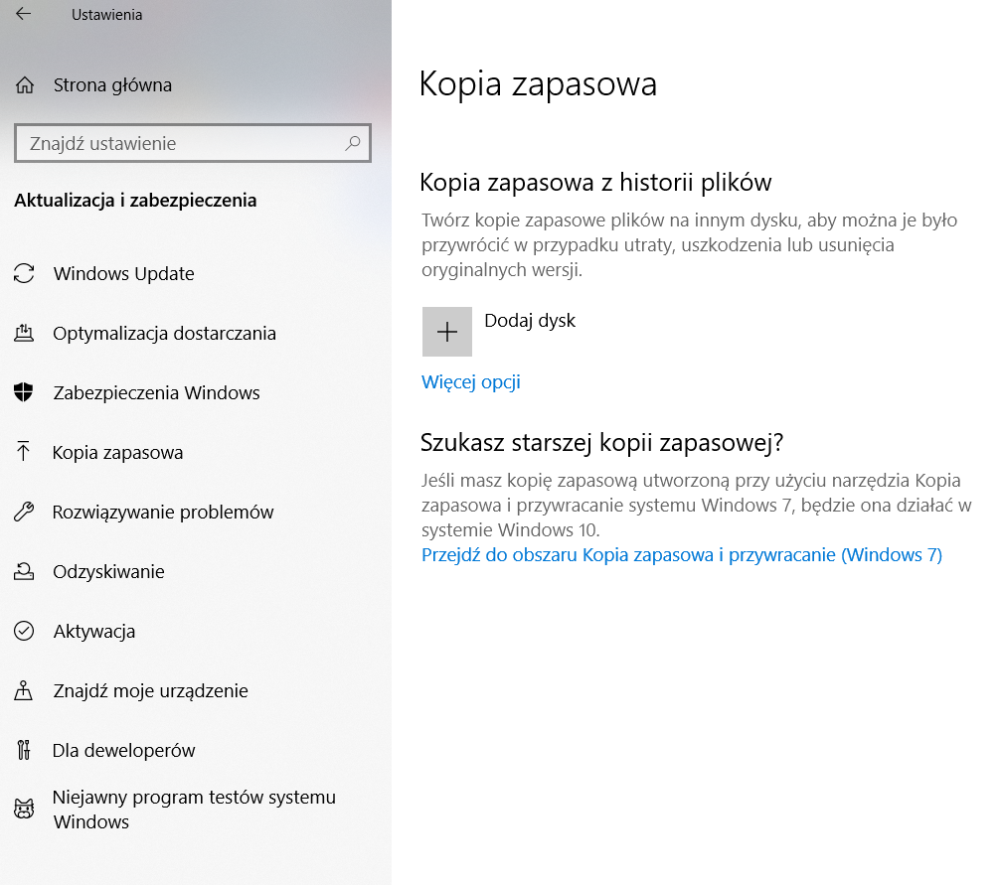 Ustawienia
Strona główna
Znajdź ustawienie
Aktualizacja i zabezpieczenia
Windows Update
Optymalizacja dostarczania
Zabezpieczenia Windows
Kopia zapasowa
Rozwiązywanie problemów
Odzyskiwanie
Aktywacja
Znajdź moje urządzenie
Dla deweloperów
Niejawny program testów systemu
Windows
Kopia zapasowa
Kopia zapasowa z historii plików
Twórz kopie zapasowe plików na innym dysku, aby można je było
przywrócić w przypadku utraty, uszkodzenia lub usunięcia
oryginalnych wersji.
Dodaj dysk
Więcej opcji
Szukasz starszej kopii zapasowej?
Jeśli masz kopię zapasową utworzoną przy użyciu narzędzia Kopia
zapasowa i przywracanie systemu Windows 7, będzie ona działać w
systemie Windows 10.
Przejdź do obszaru Kopia zapasowa i przywracanie (Windows 7)